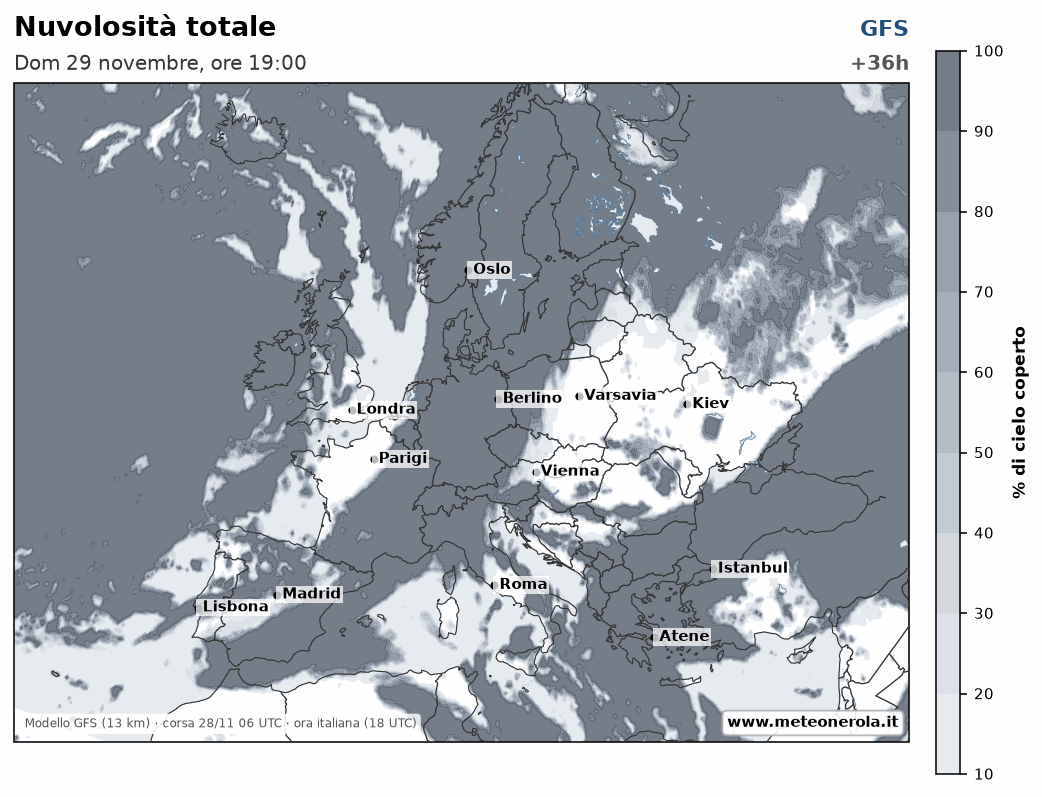 Nuvolosità totale
GFS
Dom 29 novembre, ore 19:00
+36h
100
90
80
70
60
50
40
30
20
10
% di cielo coperto
Oslo
Berlino
Varsavia
Kiev
Londra
Parigi
Vienna
Istanbul
Roma
Madrid
Lisbona
Atene
Modello GFS (13 km) · corsa 28/11 06 UTC · ora italiana (18 UTC)
www.meteonerola.it